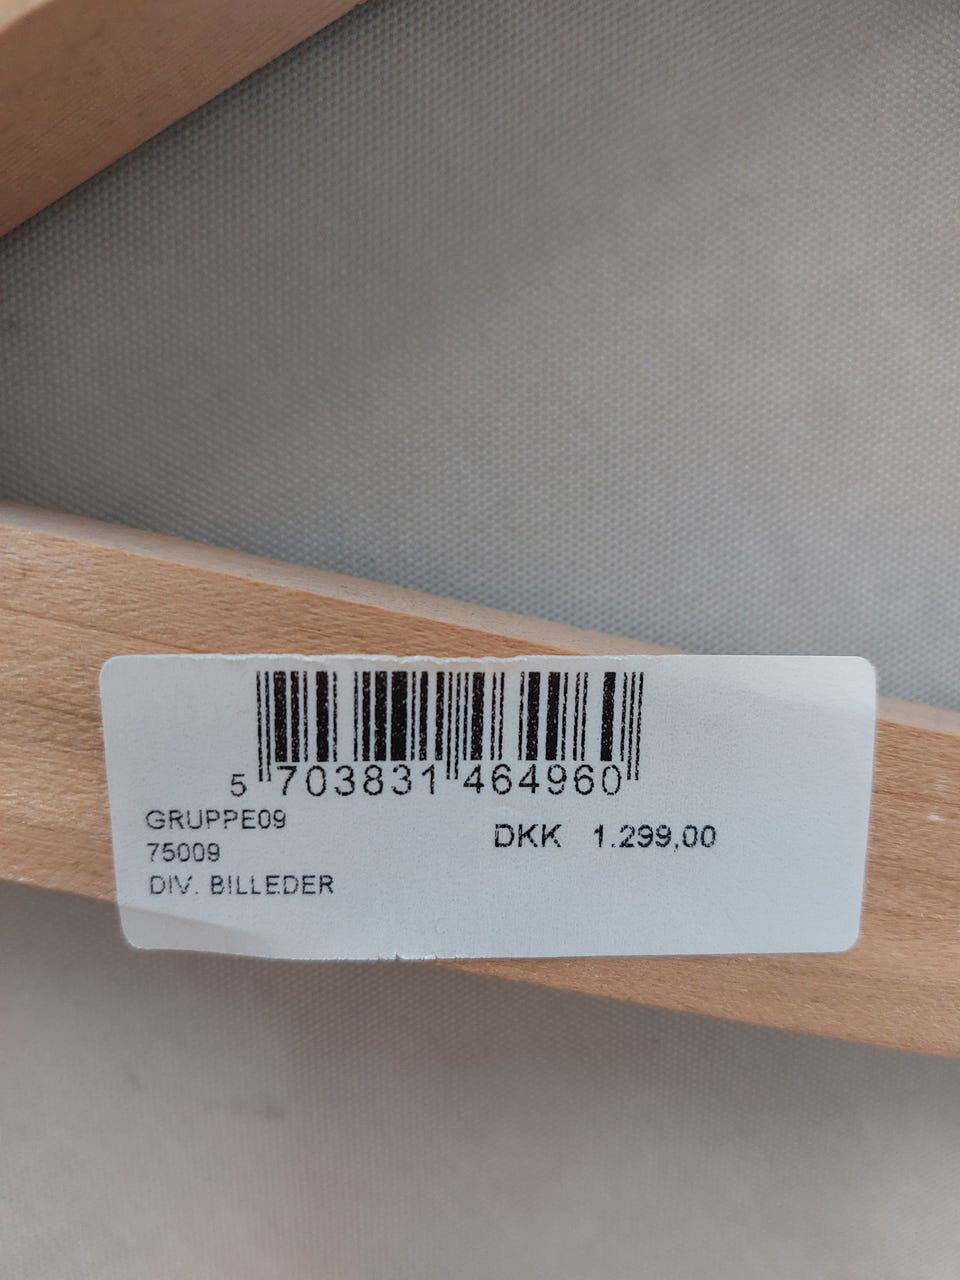 5 703831 464960
GRUPPE09
75009
DIV. BILLEDER
DKK 1.299,00